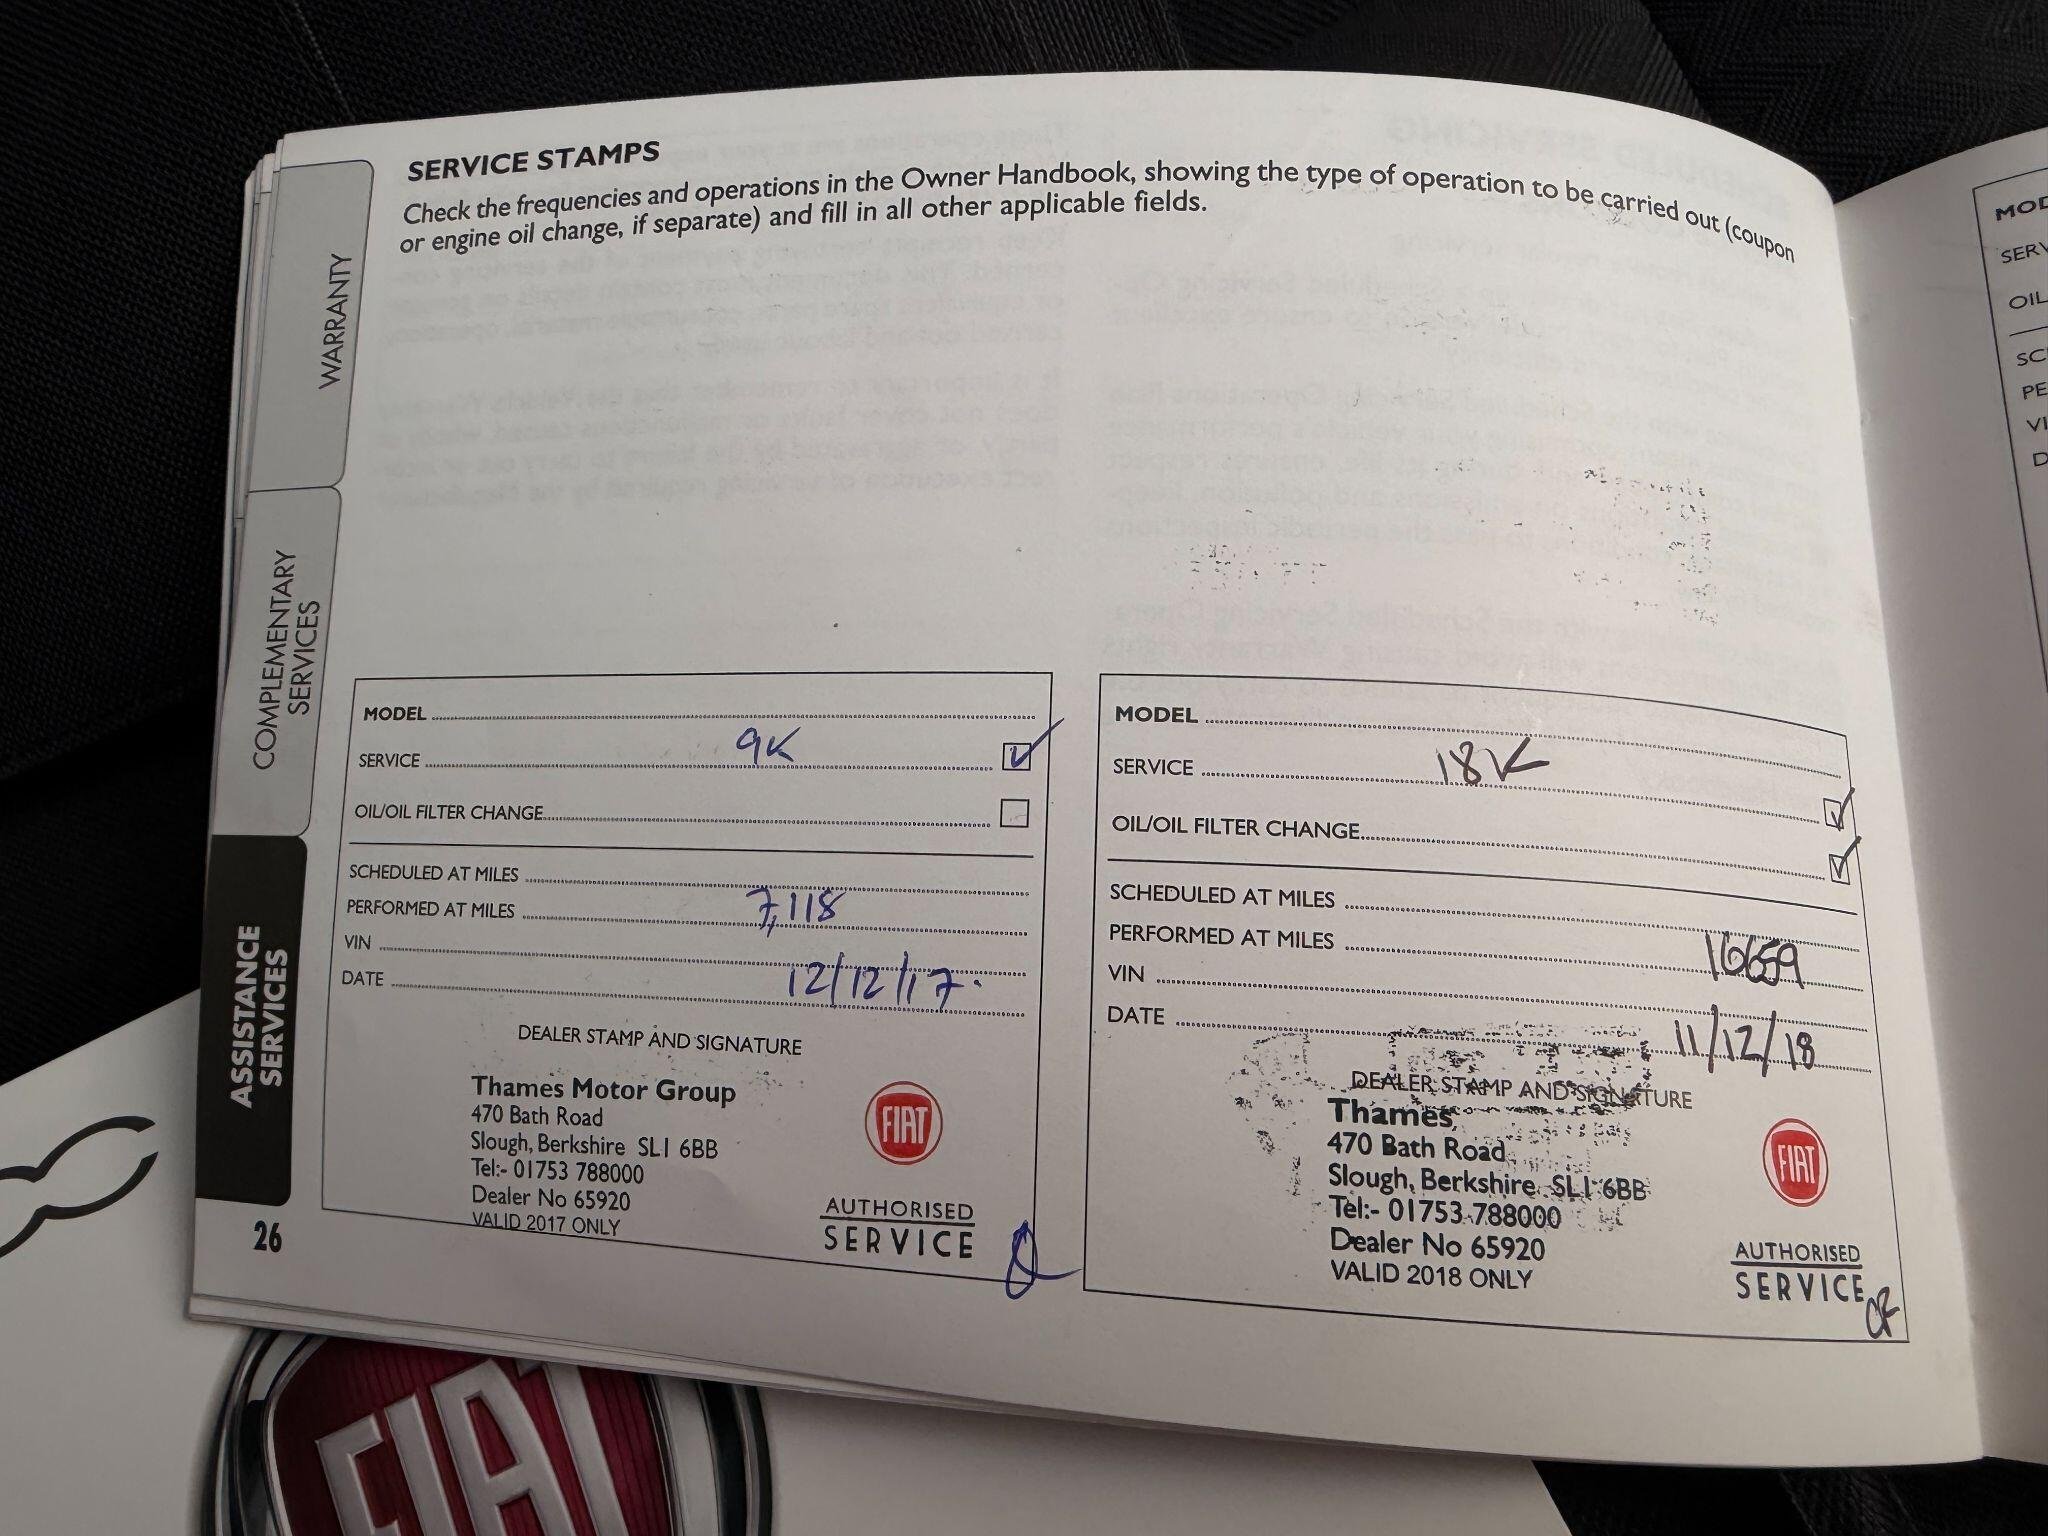 SERVICE STAMPS
Check the frequencies and operations in the Owner Handbook, showing the type of operation to be carried out (coupon
or engine oil change, if separate) and fill in all other applicable fields.
WARRANTY
COMPLEMENTARY
SERVICES
ASSISTANCE
SERVICES
26
MODEL
SERVICE 9K
OIL/OIL FILTER CHANGE
SCHEDULED AT MILES
PERFORMED AT MILES 7,118
VIN
DATE 12/12/17.
DEALER STAMP AND SIGNATURE
Thames Motor Group
470 Bath Road
Slough, Berkshire SL1 6BB
Tel:- 01753 788000
Dealer No 65920
VALID 2017 ONLY
FIAT
AUTHORISED
SERVICE
MODEL
SERVICE 18K
OIL/OIL FILTER CHANGE
SCHEDULED AT MILES
PERFORMED AT MILES 16659
VIN
DATE 11/12/18
DEALER STAMP AND SIGNATURE
Thames
470 Bath Road
Slough, Berkshire SL1 6BB
Tel:- 01753 788000
Dealer No 65920
VALID 2018 ONLY
FIAT
AUTHORISED
SERVICE
FIAT